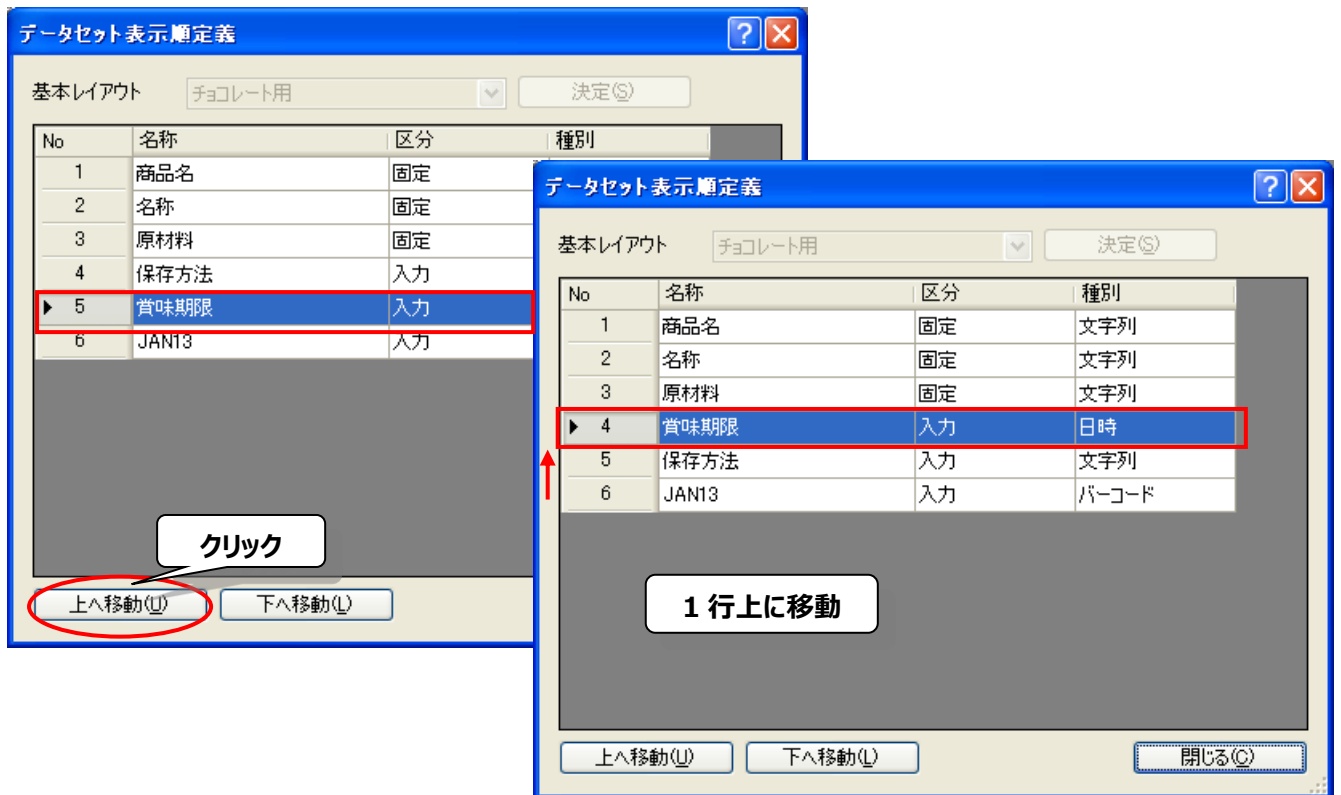 データセット表示順定義
基本レイアウト チョコレート用 決定(S)
No 名称 区分 種別
1 商品名 固定
2 名称 固定
3 原材料 固定
4 保存方法 入力
5 賞味期限 入力
6 JAN13 入力
クリック
上へ移動(U) 下へ移動(L)
データセット表示順定義
基本レイアウト チョコレート用 決定(S)
No 名称 区分 種別
1 商品名 固定 文字列
2 名称 固定 文字列
3 原材料 固定 文字列
4 賞味期限 入力 日時
5 保存方法 入力 文字列
6 JAN13 入力 バーコード
1 行上に移動
上へ移動(U) 下へ移動(L) 閉じる(C)